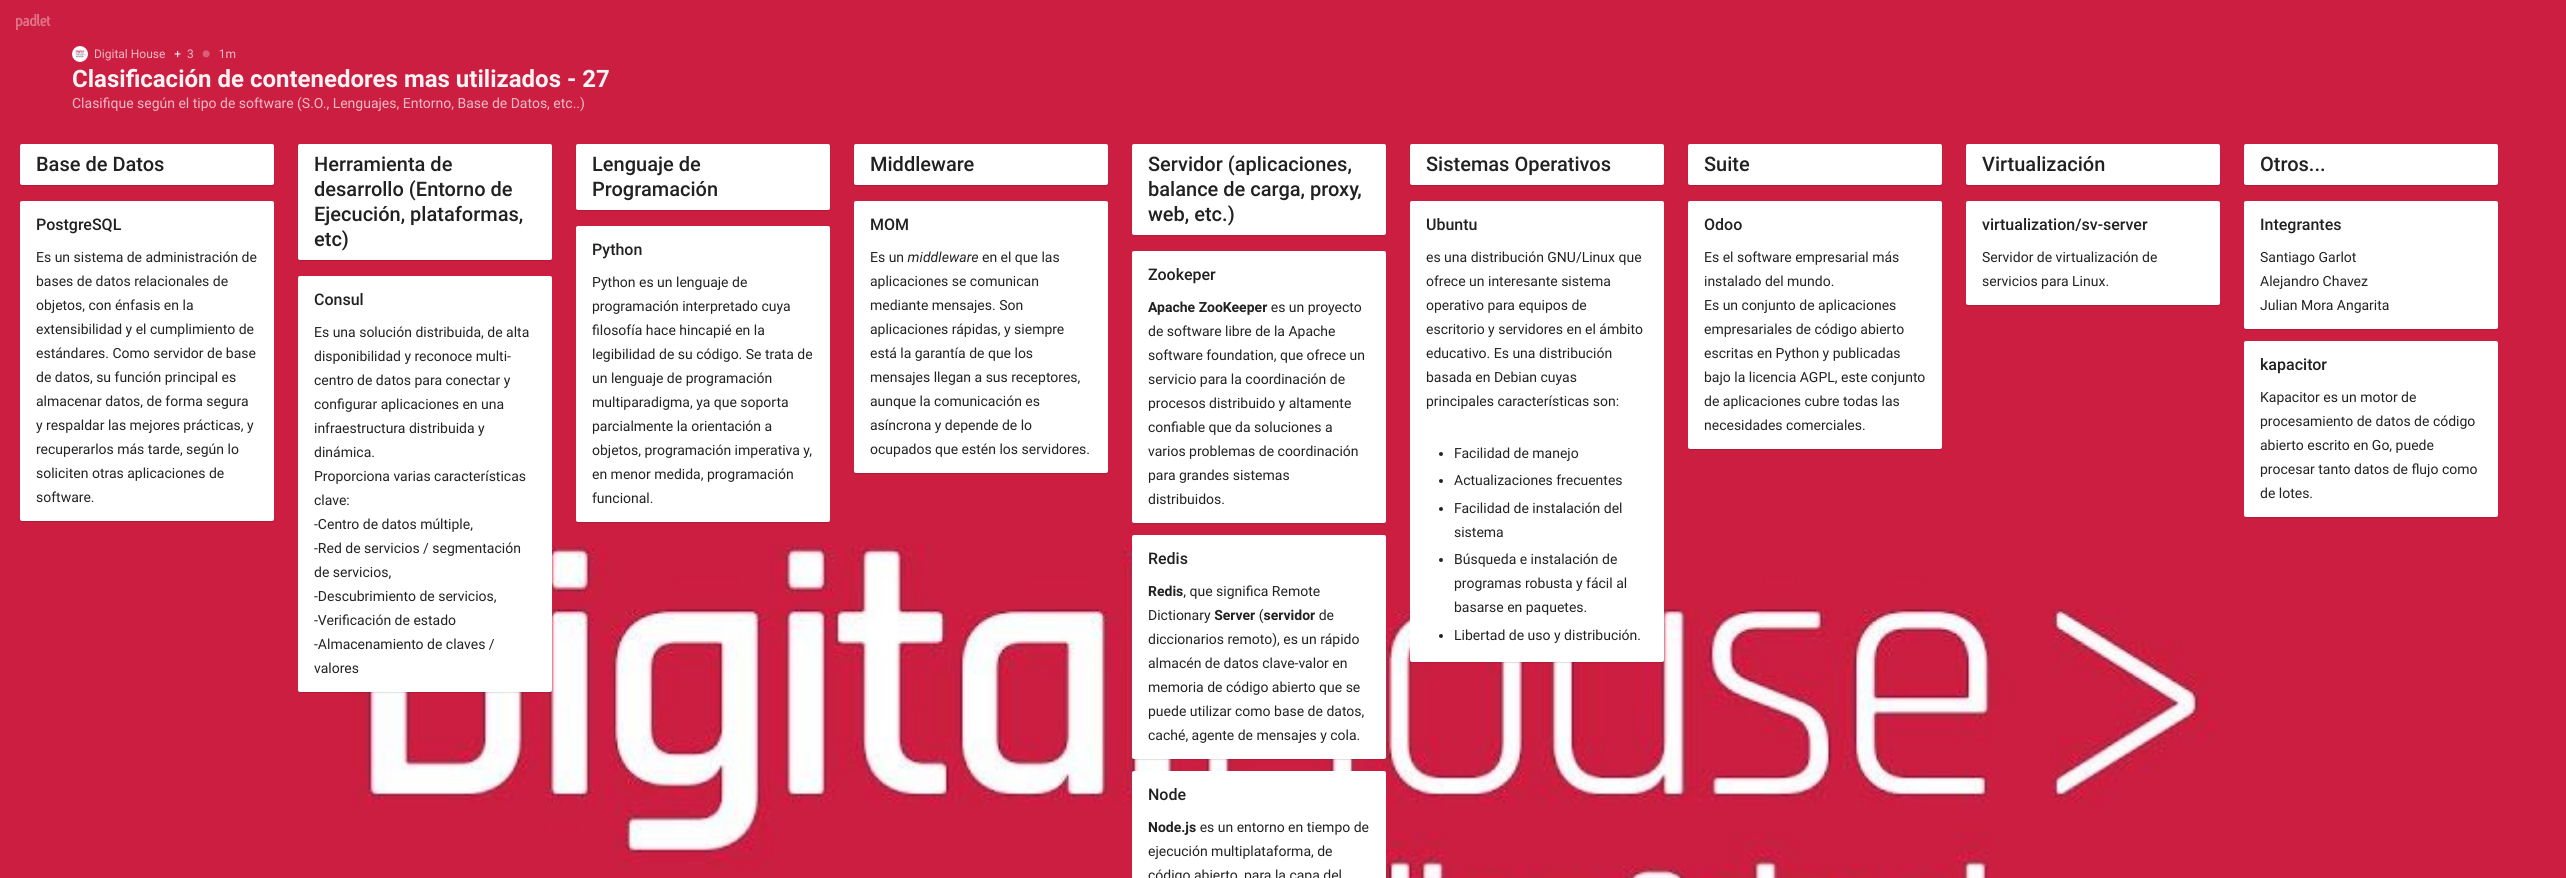 padlet
Digital House + 3 1m
Clasificación de contenedores mas utilizados - 27
Clasifique según el tipo de software (S.O., Lenguajes, Entorno, Base de Datos, etc..)
Base de Datos
PostgreSQL
Es un sistema de administración de
bases de datos relacionales de
objetos, con énfasis en la
extensibilidad y el cumplimiento de
estándares. Como servidor de base
de datos, su función principal es
almacenar datos, de forma segura
y respaldar las mejores prácticas, y
recuperarlos más tarde, según lo
soliciten otras aplicaciones de
software.
Herramienta de
desarrollo (Entorno de
Ejecución, plataformas,
etc)
Consul
Es una solución distribuida, de alta
disponibilidad y reconoce multi-
centro de datos para conectar y
configurar aplicaciones en una
infraestructura distribuida y
dinámica.
Proporciona varias características
clave:
-Centro de datos múltiple,
-Red de servicios / segmentación
de servicios,
-Descubrimiento de servicios,
-Verificación de estado
-Almacenamiento de claves /
valores
Lenguaje de
Programación
Python
Python es un lenguaje de
programación interpretado cuya
filosofía hace hincapié en la
legibilidad de su código. Se trata de
un lenguaje de programación
multiparadigma, ya que soporta
parcialmente la orientación a
objetos, programación imperativa y,
en menor medida, programación
funcional.
Middleware
MOM
Es un middleware en el que las
aplicaciones se comunican
mediante mensajes. Son
aplicaciones rápidas, y siempre
está la garantía de que los
mensajes llegan a sus receptores,
aunque la comunicación es
asíncrona y depende de lo
ocupados que estén los servidores.
Servidor (aplicaciones,
balance de carga, proxy,
web, etc.)
Zookeper
Apache ZooKeeper es un proyecto
de software libre de la Apache
software foundation, que ofrece un
servicio para la coordinación de
procesos distribuido y altamente
confiable que da soluciones a
varios problemas de coordinación
para grandes sistemas
distribuidos.
Redis
Redis, que significa Remote
Dictionary Server (servidor de
diccionarios remoto), es un rápido
almacén de datos clave-valor en
memoria de código abierto que se
puede utilizar como base de datos,
caché, agente de mensajes y cola.
Node
Node.js es un entorno en tiempo de
ejecución multiplataforma, de
código abierto, para la capa del
Sistemas Operativos
Ubuntu
es una distribución GNU/Linux que
ofrece un interesante sistema
operativo para equipos de
escritorio y servidores en el ámbito
educativo. Es una distribución
basada en Debian cuyas
principales características son:
• Facilidad de manejo
• Actualizaciones frecuentes
• Facilidad de instalación del
sistema
• Búsqueda e instalación de
programas robusta y fácil al
basarse en paquetes.
• Libertad de uso y distribución.
Suite
Odoo
Es el software empresarial más
instalado del mundo.
Es un conjunto de aplicaciones
empresariales de código abierto
escritas en Python y publicadas
bajo la licencia AGPL, este conjunto
de aplicaciones cubre todas las
necesidades comerciales.
Virtualización
virtualization/sv-server
Servidor de virtualización de
servicios para Linux.
Otros...
Integrantes
Santiago Garlot
Alejandro Chavez
Julian Mora Angarita
kapacitor
Kapacitor es un motor de
procesamiento de datos de código
abierto escrito en Go, puede
procesar tanto datos de flujo como
de lotes.
Digital House >